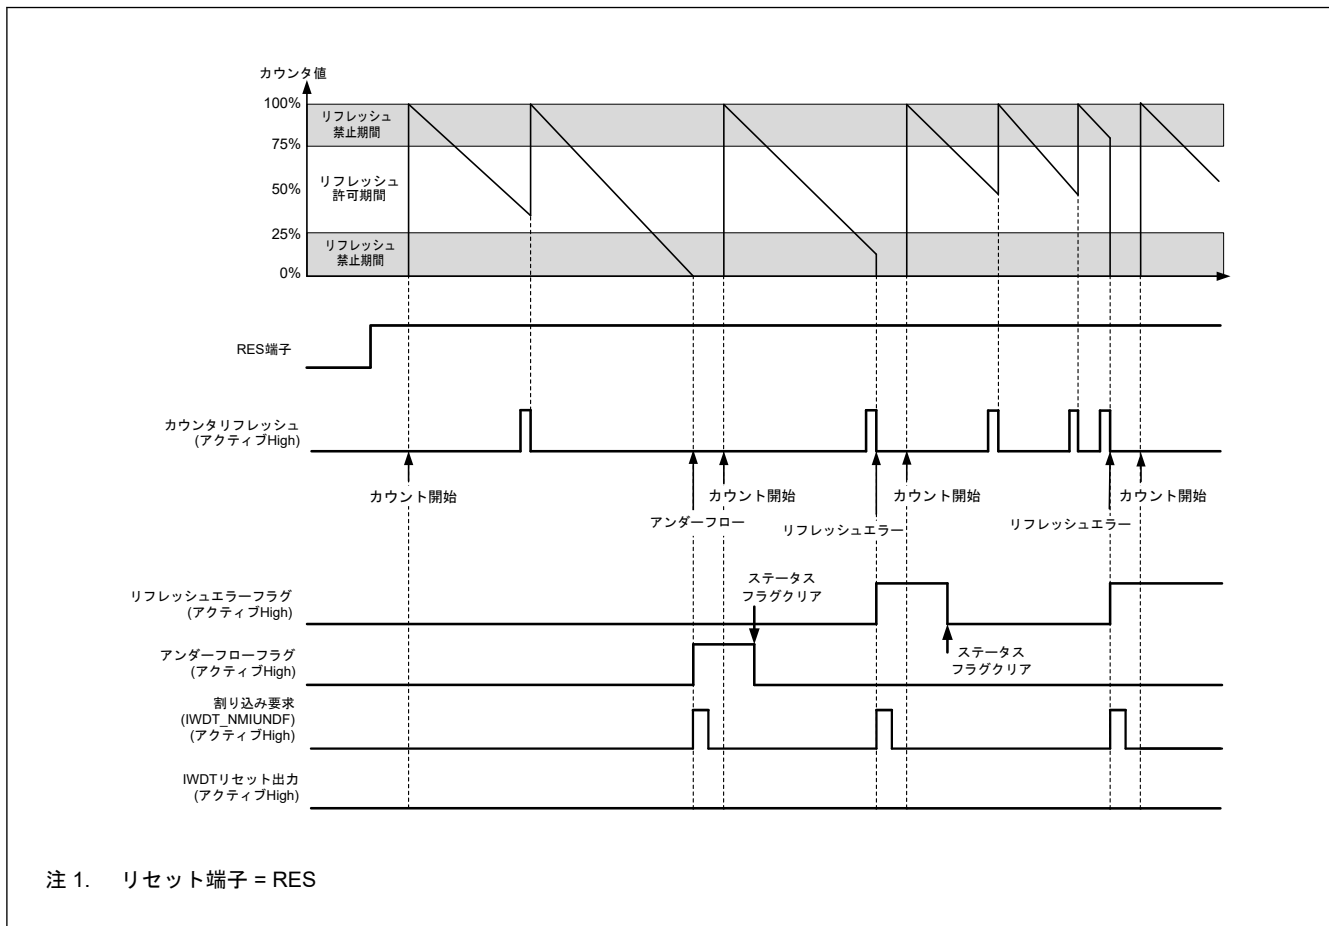 カウンタ値
100%
リフレッシュ
禁止期間
75%
リフレッシュ
許可期間
50%
25%
リフレッシュ
禁止期間
0%
RES端子
カウンタリフレッシュ
(アクティブHigh)
カウント開始
カウント開始
カウント開始
カウント開始
アンダーフロー
リフレッシュエラー
リフレッシュエラー
リフレッシュエラーフラグ
(アクティブHigh)
ステータス
フラグクリア
ステータス
フラグクリア
アンダーフローフラグ
(アクティブHigh)
割り込み要求
(IWDT_NMIUNDF)
(アクティブHigh)
IWDTリセット出力
(アクティブHigh)
注 1. リセット端子 = RES